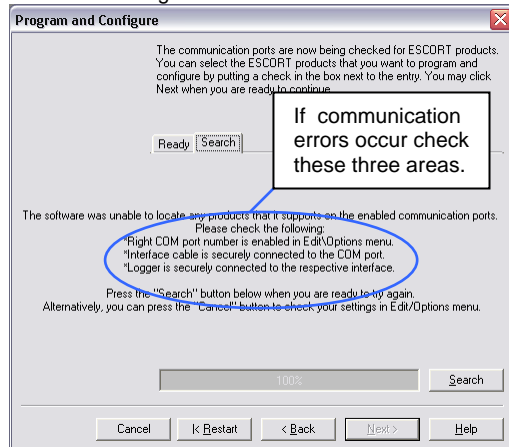 Program and Configure
The communication ports are now being checked for ESCORT products.
You can select the ESCORT products that you want to program and
configure by putting a check in the box next to the entry. You may click
Next when you are ready to continue.
If communication
errors occur check
these three areas.
Ready Search
The software was unable to locate any products that it supports on the enabled communication ports.
Please check the following:
*Right COM port number is enabled in Edit\Options menu.
*Interface cable is securely connected to the COM port.
*Logger is securely connected to the respective interface.
Press the "Search" button below when you are ready to try again.
Alternatively, you can press the "Cancel" button to check your settings in Edit/Options menu.
100%
Search
Cancel |< Restart < Back Next > Help